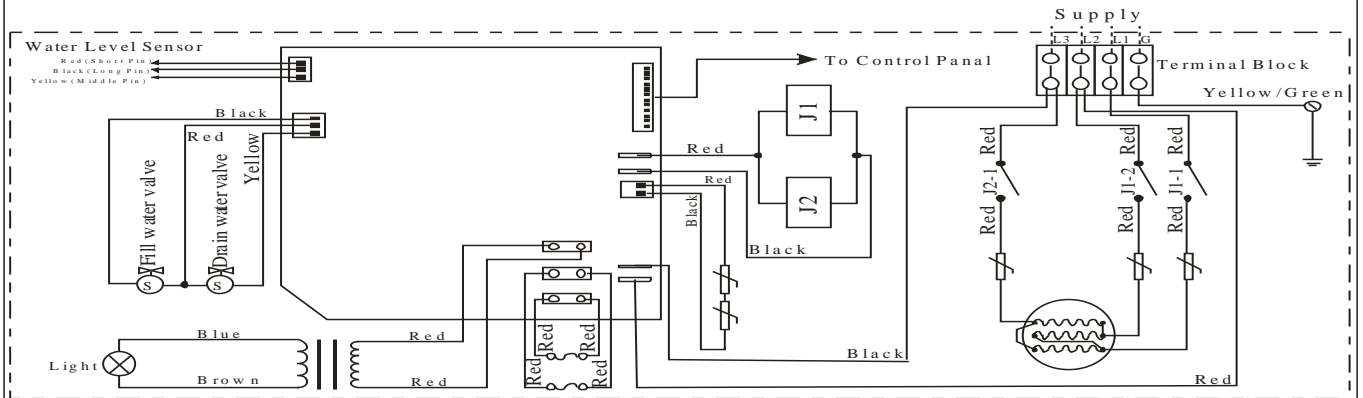 Supply
L3 L2 L1 G
Water Level Sensor
Red(Short Pin)
Black(Long Pin)
Yellow(Middle Pin)
To Control Panal
Terminal Block
Yellow/Green
Black
Red
Yellow
Fill water valve
Drain water valve
S
S
Red
Red
Black
Black
J1
J2
Red
Red
Red
J2-1
J1-2
J1-1
Red
Red
Red
Blue
Brown
Light
Red
Red
Red
Red
Red
Red
Black
Red